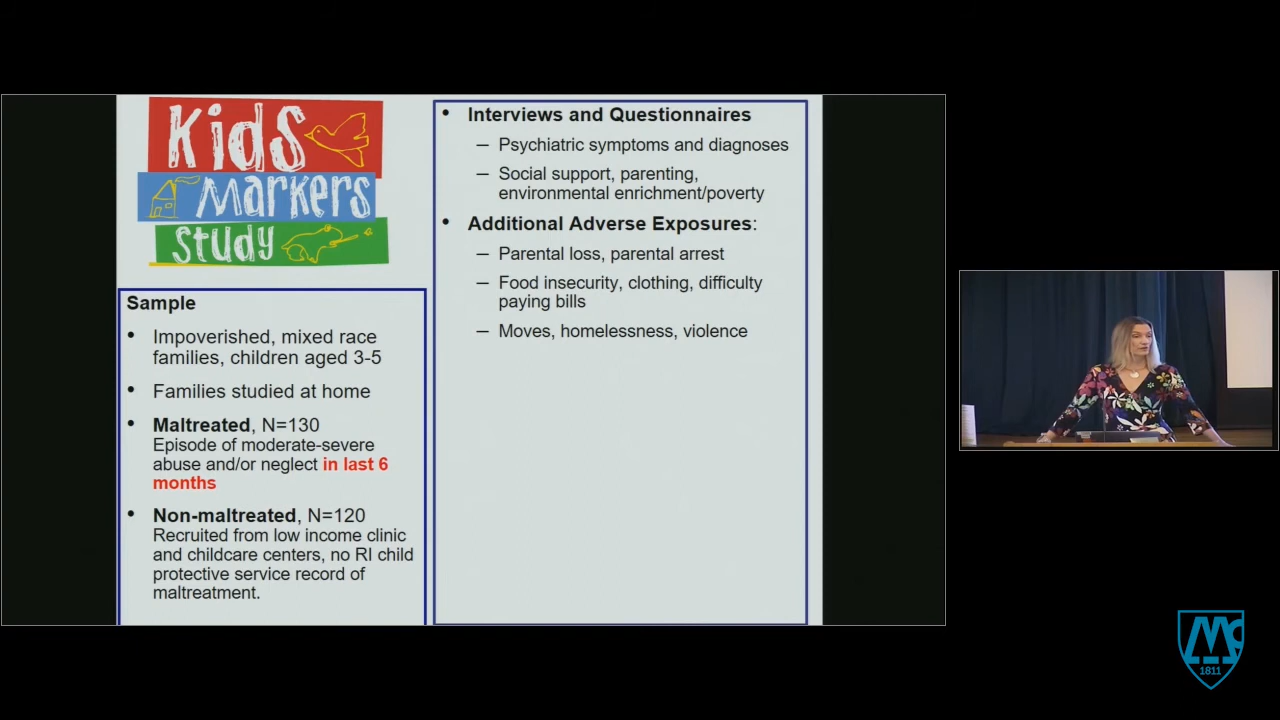 Kids
Markers
Study
Sample
• Impoverished, mixed race
families, children aged 3-5
• Families studied at home
• Maltreated, N=130
Episode of moderate-severe
abuse and/or neglect in last 6
months
• Non-maltreated, N=120
Recruited from low income clinic
and childcare centers, no RI child
protective service record of
maltreatment.
• Interviews and Questionnaires
– Psychiatric symptoms and diagnoses
– Social support, parenting,
environmental enrichment/poverty
• Additional Adverse Exposures:
– Parental loss, parental arrest
– Food insecurity, clothing, difficulty
paying bills
– Moves, homelessness, violence
1811